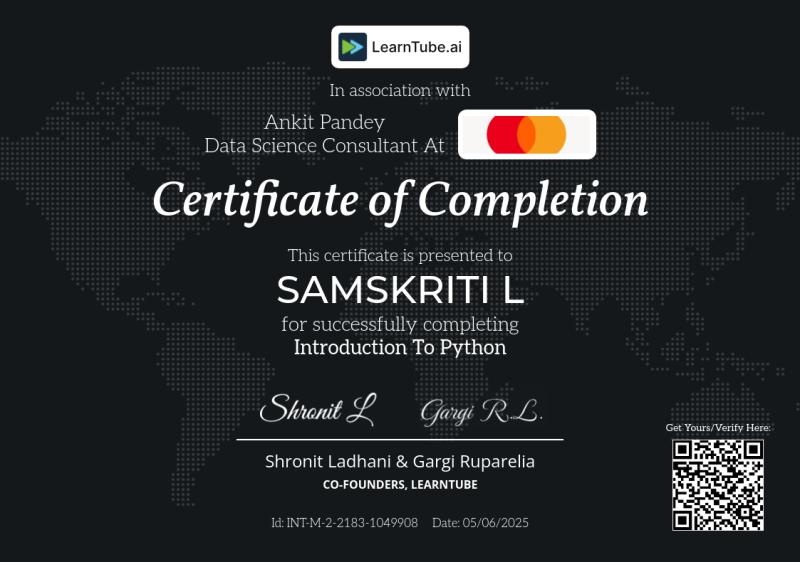 LearnTube.ai
In association with
Ankit Pandey
Data Science Consultant At
Certificate of Completion
This certificate is presented to
SAMSKRITI L
for successfully completing
Introduction To Python
Shronit L Gargi R.L.
Shronit Ladhani & Gargi Ruparelia
CO-FOUNDERS, LEARNTUBE
Id: INT-M-2-2183-1049908 Date: 05/06/2025
Get Yours/Verify Here: